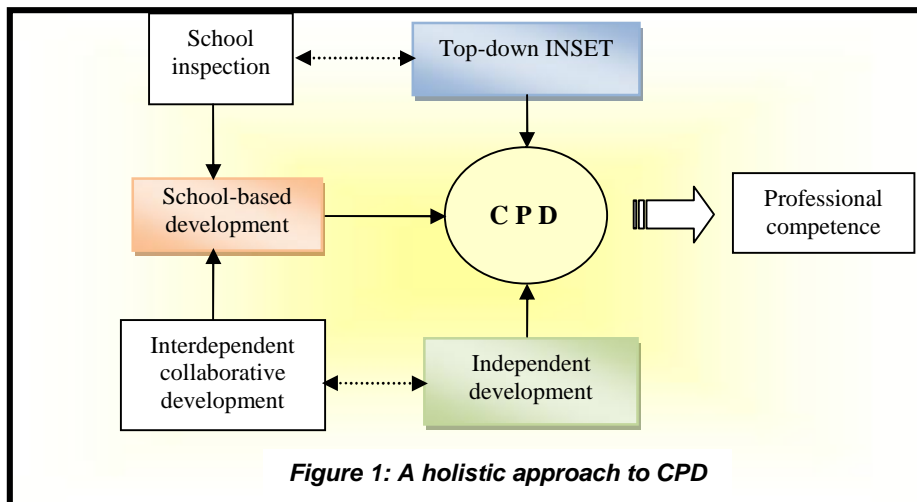 School
inspection
Top-down INSET
School-based
development
C P D
Professional
competence
Interdependent
collaborative
development
Independent
development
Figure 1: A holistic approach to CPD